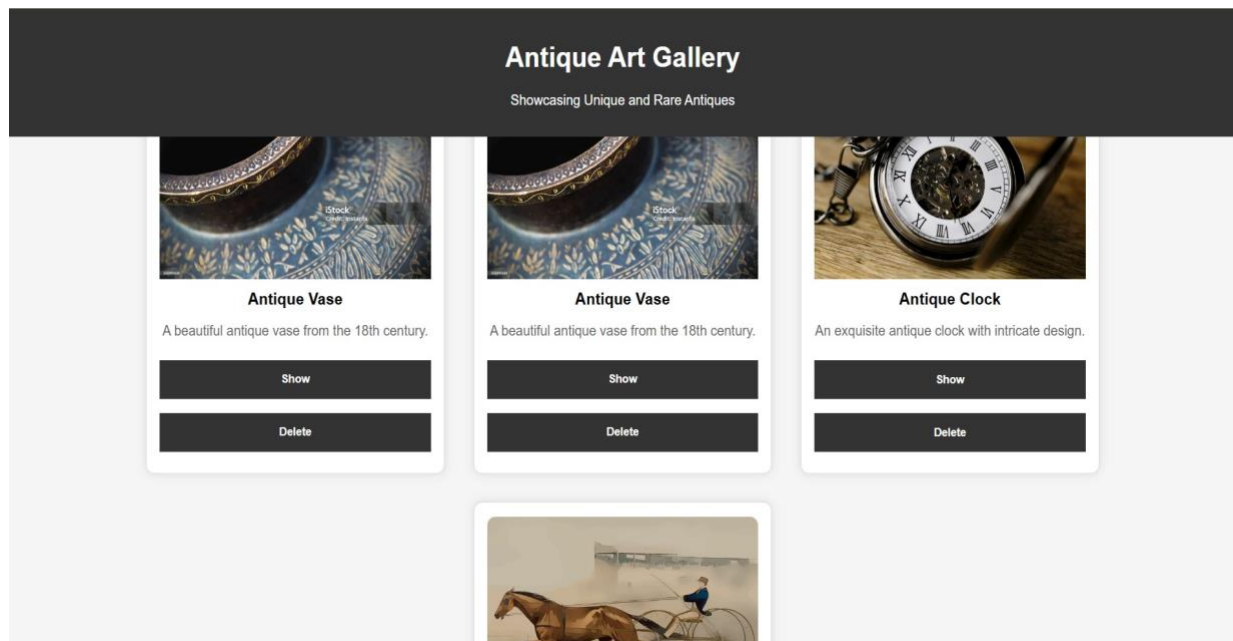 Antique Art Gallery
Showcasing Unique and Rare Antiques
iStock
iStock
Antique Vase
Antique Vase
Antique Clock
A beautiful antique vase from the 18th century.
A beautiful antique vase from the 18th century.
An exquisite antique clock with intricate design.
Show
Show
Show
Delete
Delete
Delete